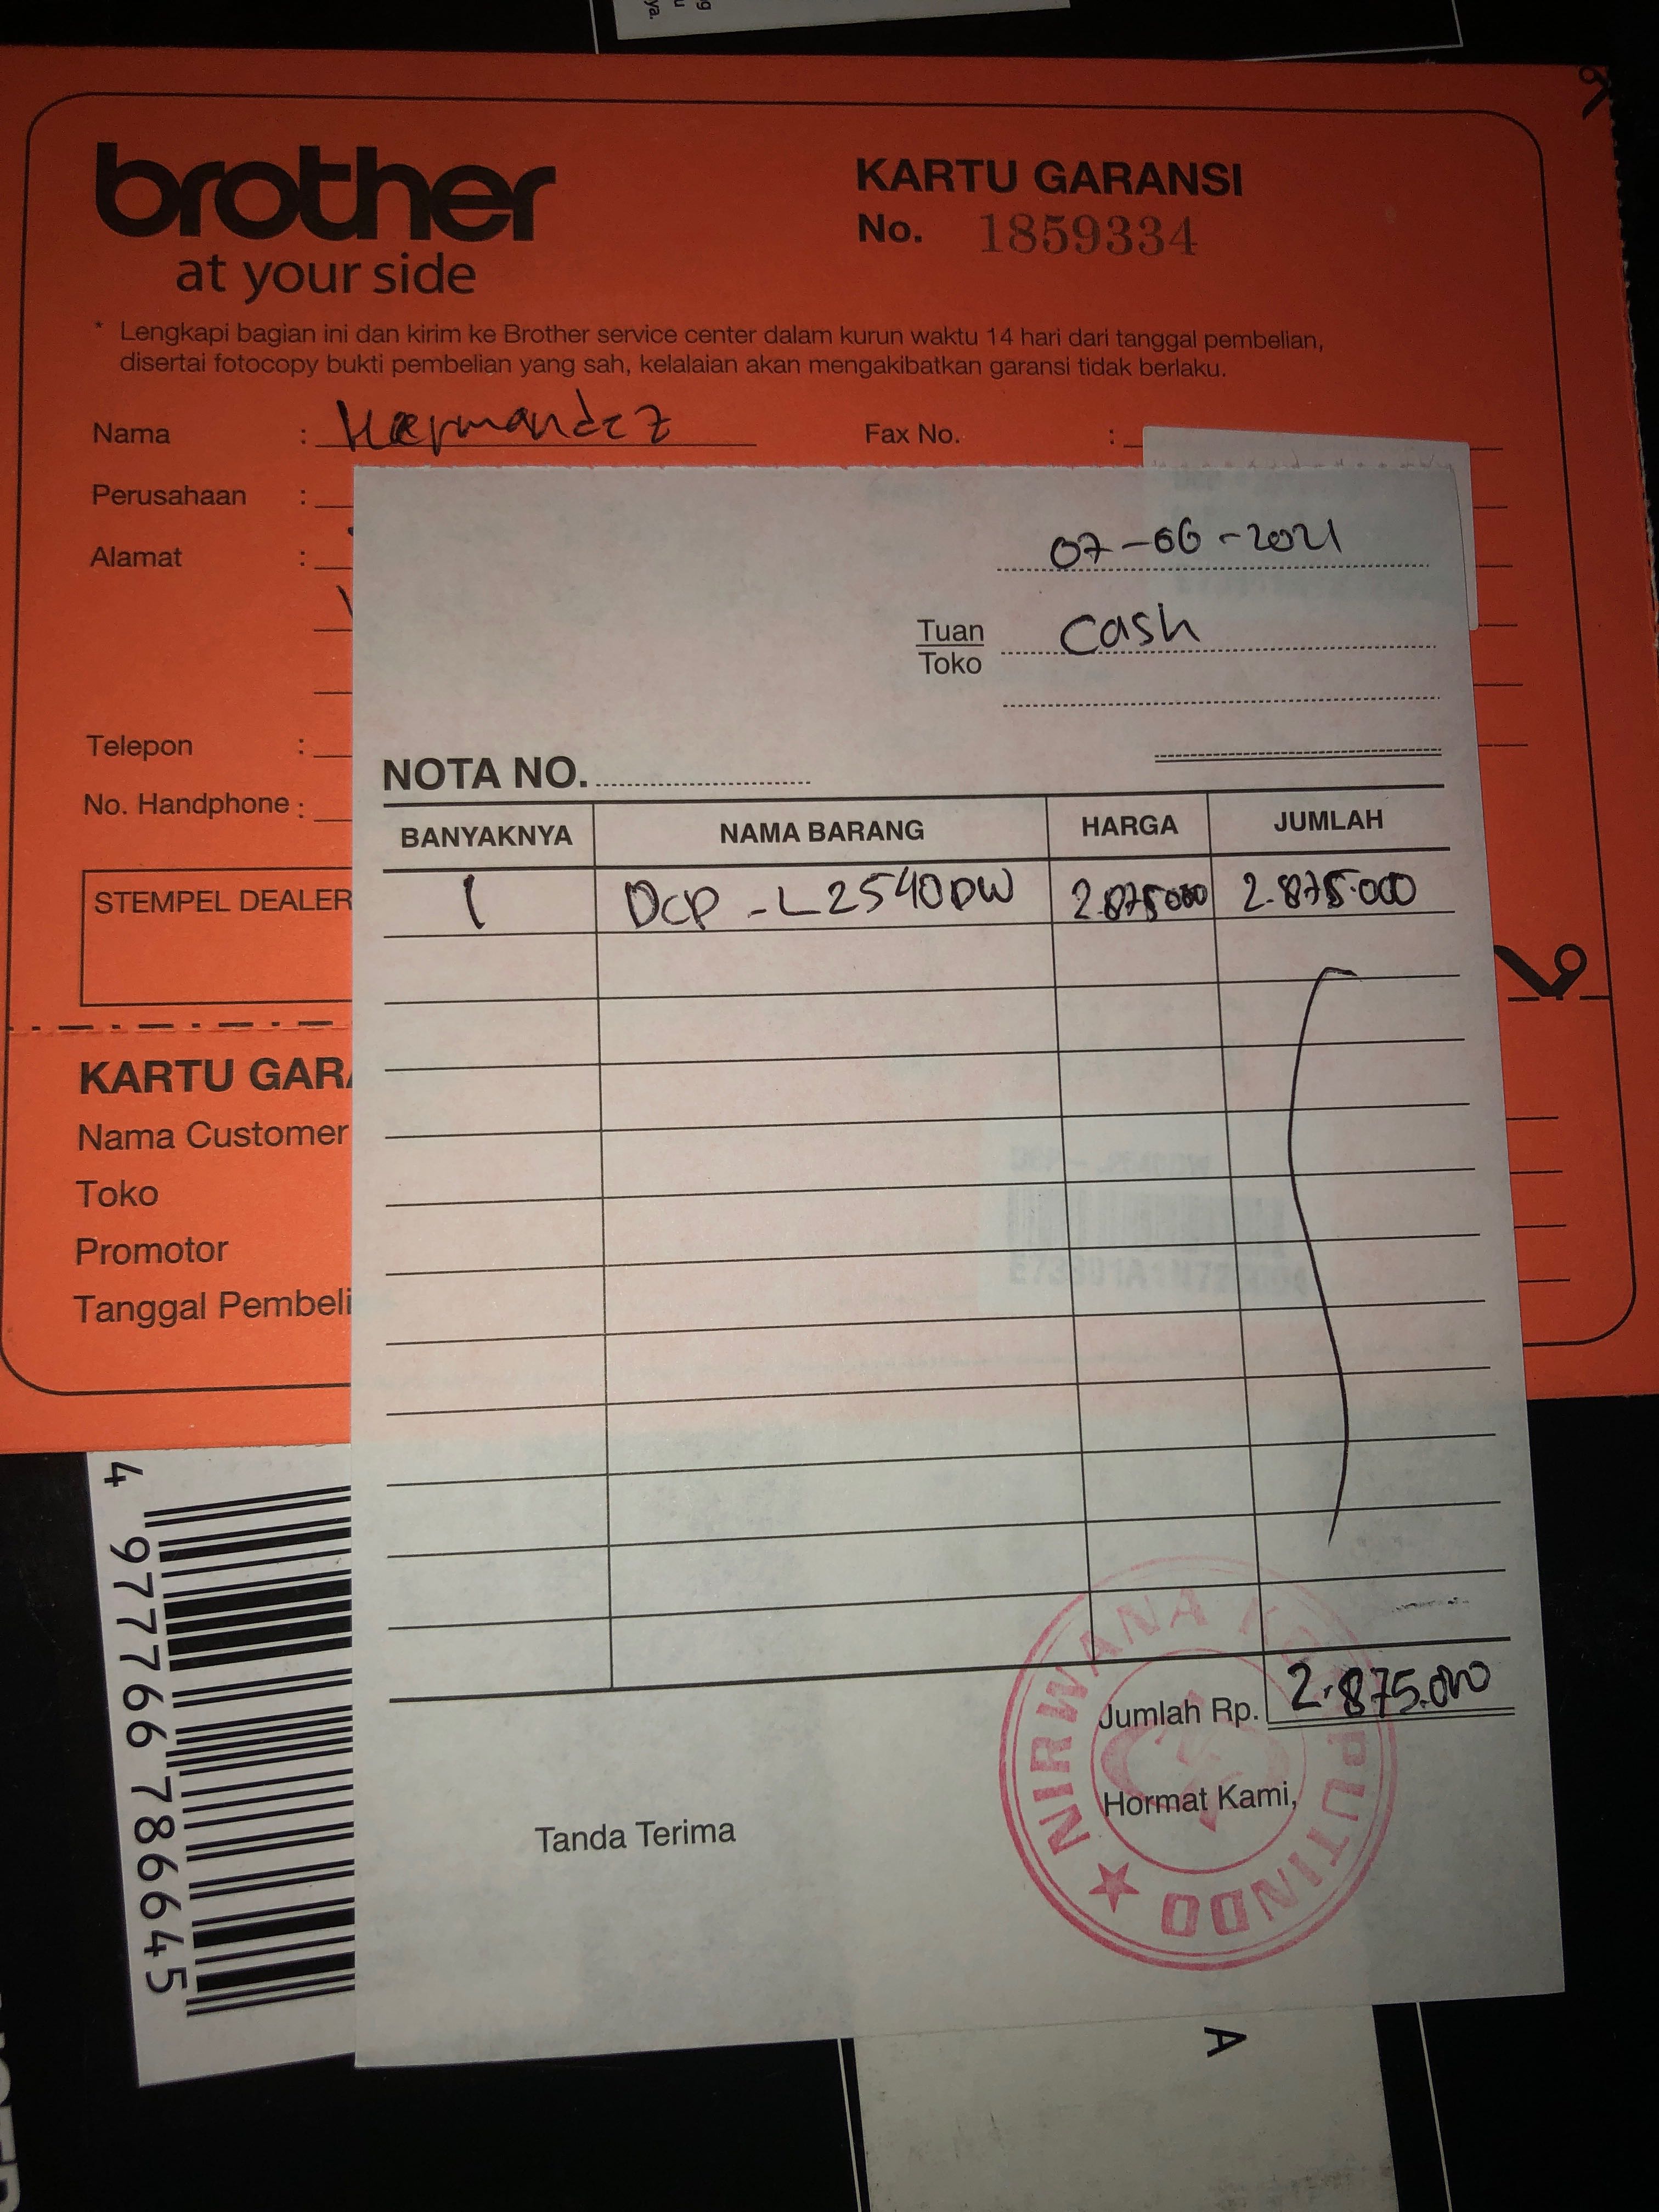 brother
at your side
KARTU GARANSI
No. 1859334
* Lengkapi bagian ini dan kirim ke Brother service center dalam kurun waktu 14 hari dari tanggal pembelian,
disertai fotocopy bukti pembelian yang sah, kelalaian akan mengakibatkan garansi tidak berlaku.
Nama : Hermandez
Fax No. :
Perusahaan :
Alamat :
Telepon :
No. Handphone :
STEMPEL DEALER
KARTU GARA
Nama Customer
Toko
Promotor
Tanggal Pembeli
07-06-2021
Tuan
Toko
Cash
NOTA NO.
BANYAKNYA NAMA BARANG HARGA JUMLAH
1 DCP-L2540DW 2.875000 2.875.000
Jumlah Rp. 2.875.000
Hormat Kami,
Tanda Terima
NIRWANA KOMPUTINDO
4 977766 786645
A